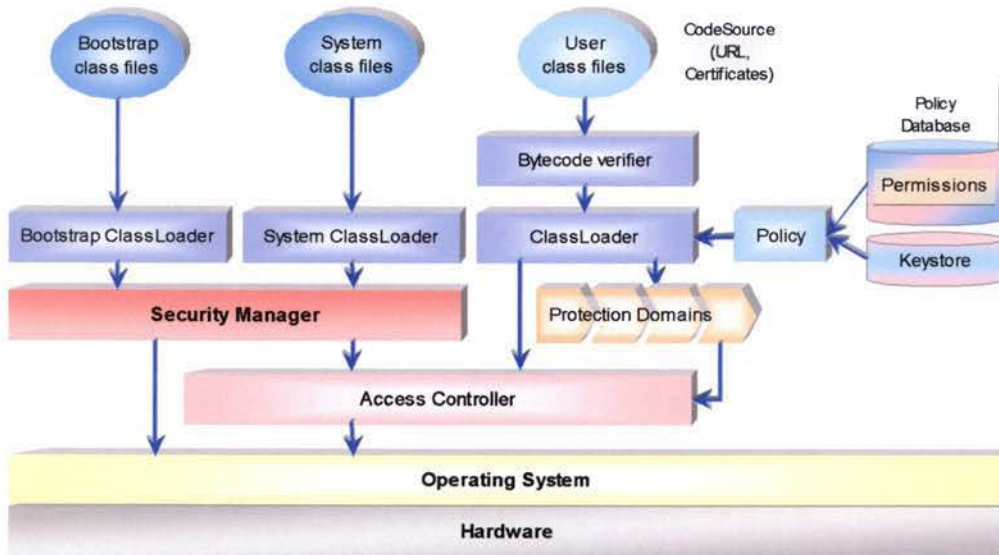 Bootstrap
class files
System
class files
User
class files
CodeSource
(URL,
Certificates)
Policy
Database
Bytecode verifier
Permissions
Bootstrap ClassLoader
System ClassLoader
ClassLoader
Policy
Keystore
Security Manager
Protection Domains
Access Controller
Operating System
Hardware